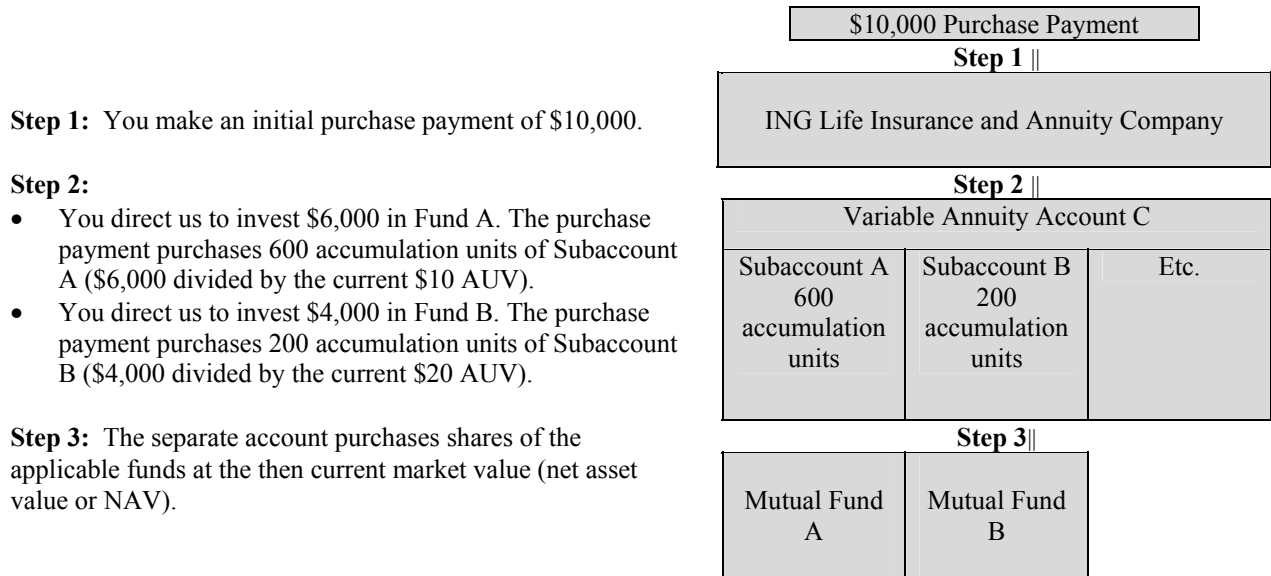 $10,000 Purchase Payment
Step 1 ||
Step 1: You make an initial purchase payment of $10,000.
ING Life Insurance and Annuity Company
Step 2:
• You direct us to invest $6,000 in Fund A. The purchase
payment purchases 600 accumulation units of Subaccount
A ($6,000 divided by the current $10 AUV).
• You direct us to invest $4,000 in Fund B. The purchase
payment purchases 200 accumulation units of Subaccount
B ($4,000 divided by the current $20 AUV).
Step 2 ||
Variable Annuity Account C
Subaccount A
600
accumulation
units
Subaccount B
200
accumulation
units
Etc.
Step 3: The separate account purchases shares of the
applicable funds at the then current market value (net asset
value or NAV).
Step 3||
Mutual Fund
A
Mutual Fund
B